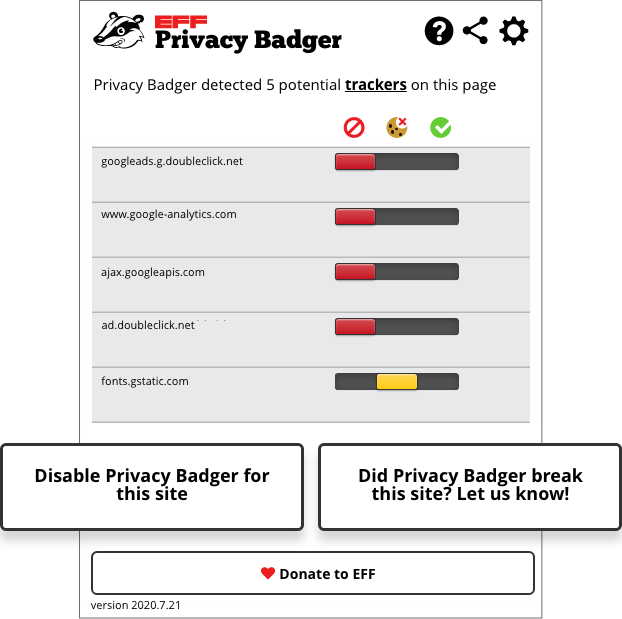 EFF
Privacy Badger
Privacy Badger detected 5 potential trackers on this page
googleads.g.doubleclick.net
www.google-analytics.com
ajax.googleapis.com
ad.doubleclick.net
fonts.gstatic.com
Disable Privacy Badger for
this site
Did Privacy Badger break
this site? Let us know!
Donate to EFF
version 2020.7.21